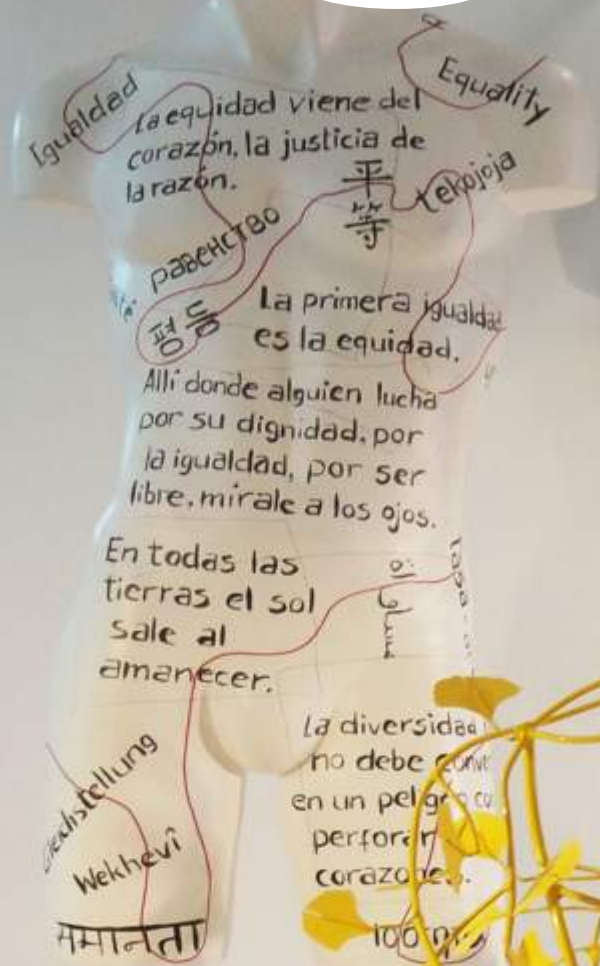 Igualdad
Equality
La equidad viene del
corazón, la justicia de
la razón.
平等
tekojoja
равенство
평등
La primera igualdad
es la equidad.
Allí donde alguien lucha
por su dignidad, por
la igualdad, por ser
libre, mirale a los ojos.
En todas las
tierras el sol
sale al
amanecer.
مساواة
La diversidad
no debe
en un
perforar
corazones.
Gleichstellung
Wekhevî
समानता